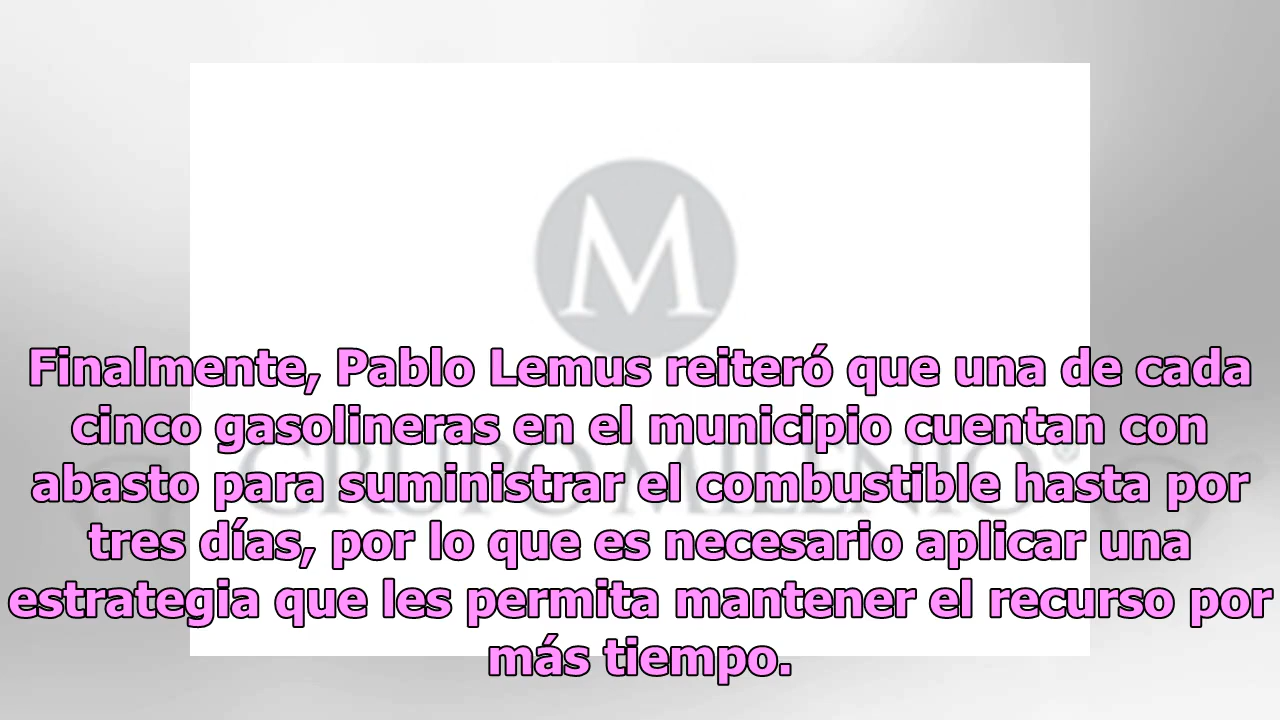 M
Finalmente, Pablo Lemus reiteró que una de cada
cinco gasolineras en el municipio cuentan con
GRUPO MILENIO®
abasto para suministrar el combustible hasta por
tres días, por lo que es necesario aplicar una
estrategia que les permita mantener el recurso por
más tiempo.